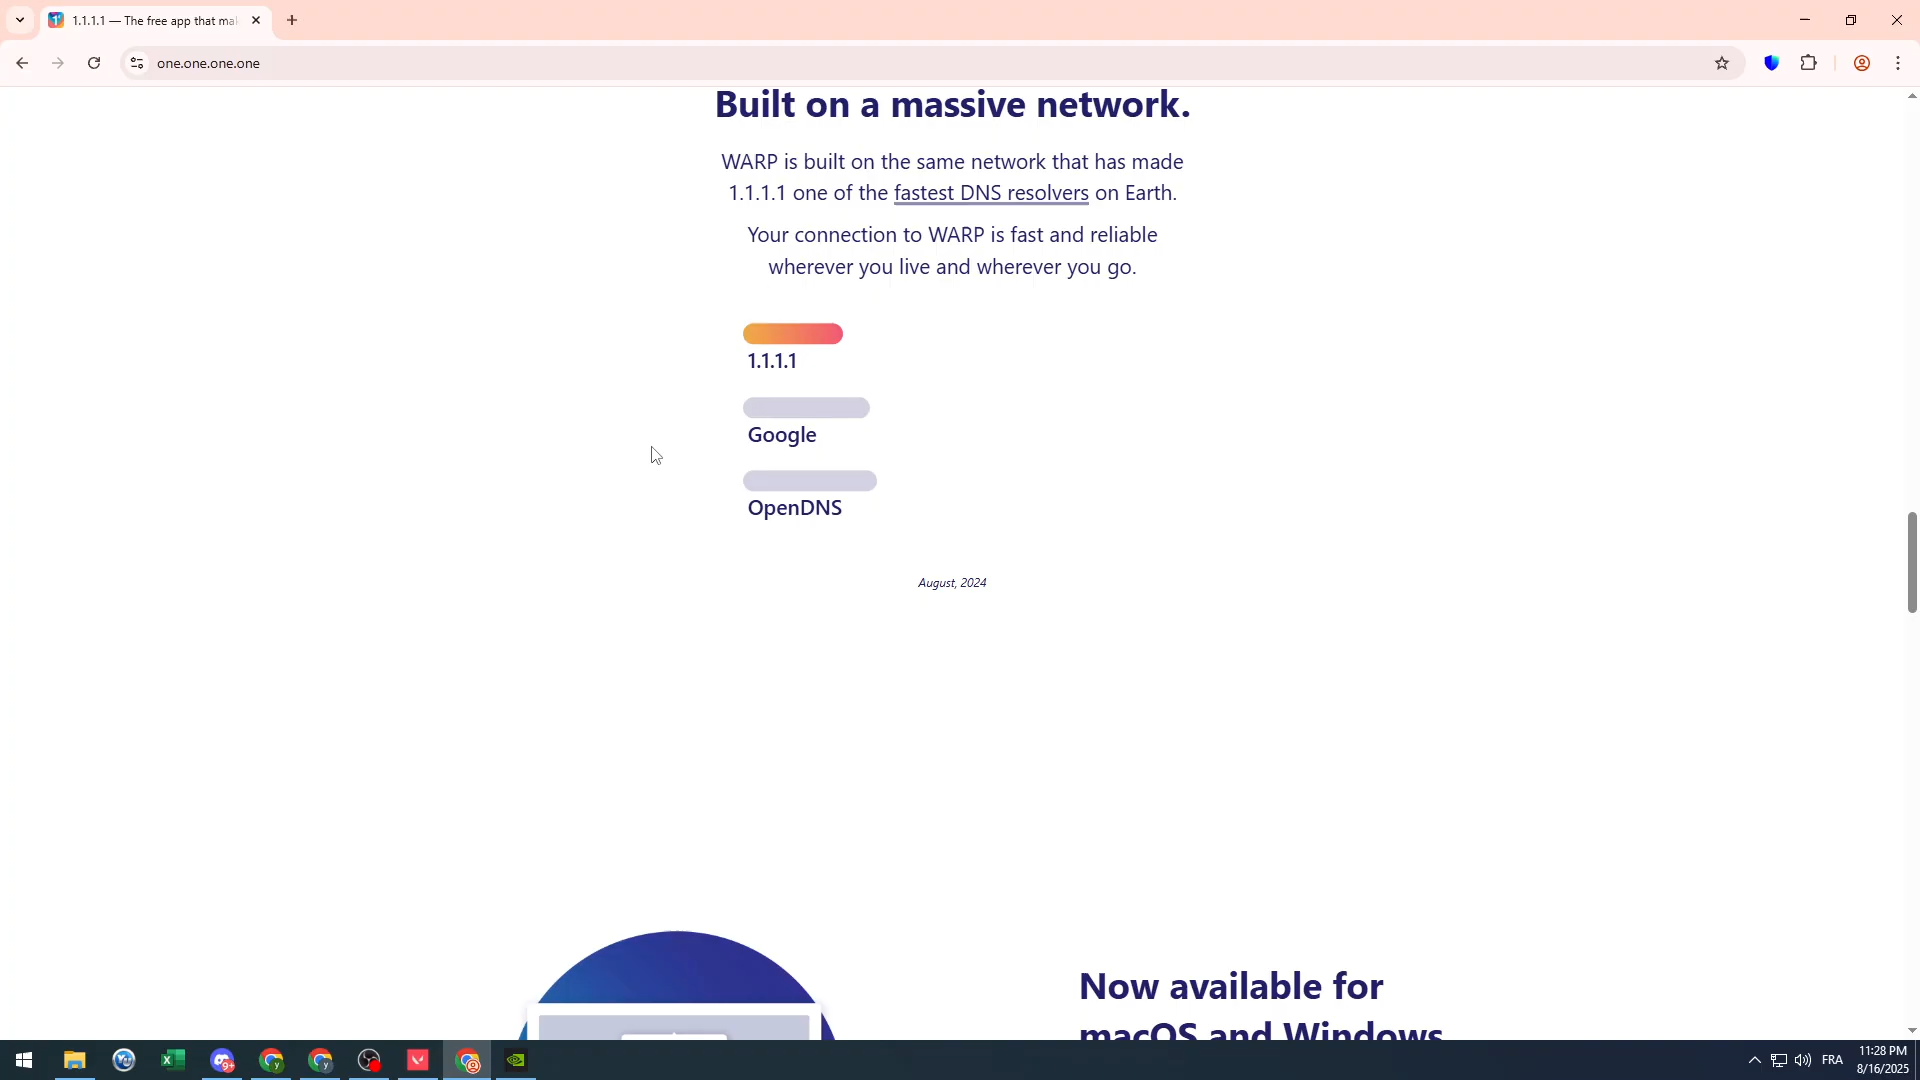 1.1.1.1 — The free app that mak
one.one.one.one
Built on a massive network.
WARP is built on the same network that has made
1.1.1.1 one of the fastest DNS resolvers on Earth.
Your connection to WARP is fast and reliable
wherever you live and wherever you go.
1.1.1.1
Google
OpenDNS
August, 2024
Now available for
macOS and Windows
9+
FRA
11:28 PM
8/16/2025